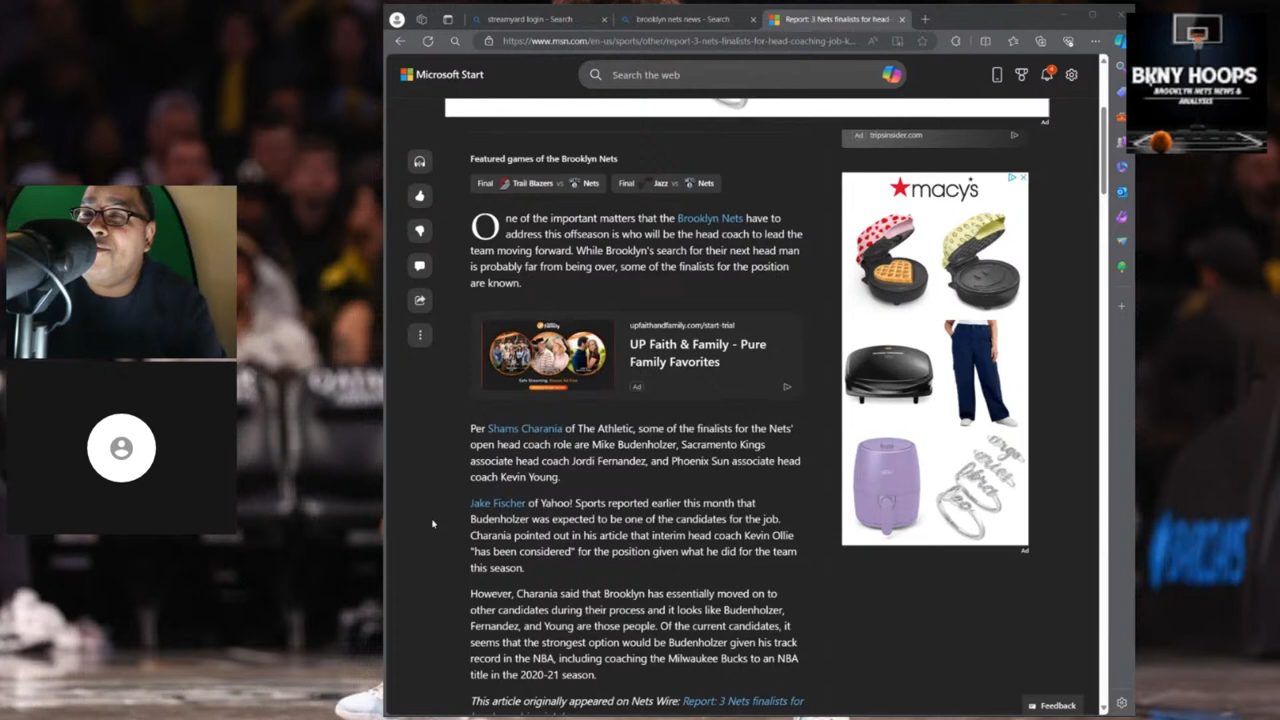 streamyard login - Search
brooklyn nets news - Search
Report: 3 Nets finalists for head
https://www.msn.com/en-us/sports/other/report-3-nets-finalists-for-head-coaching-job-k...
Microsoft Start
Search the web
4
BKNY HOOPS
BROOKLYN NETS NEWS &
ANALYSIS
Ad
Ad tripsinsider.com
Featured games of the Brooklyn Nets
Final Trail Blazers vs Nets Final Jazz vs Nets
One of the important matters that the Brooklyn Nets have to
address this offseason is who will be the head coach to lead the
team moving forward. While Brooklyn's search for their next head man
is probably far from being over, some of the finalists for the position
are known.
upfaithandfamily.com/start-trial
UP Faith & Family - Pure
Family Favorites
Ad
macy's
Ad
Per Shams Charania of The Athletic, some of the finalists for the Nets'
open head coach role are Mike Budenholzer, Sacramento Kings
associate head coach Jordi Fernandez, and Phoenix Sun associate head
coach Kevin Young.
Jake Fischer of Yahoo! Sports reported earlier this month that
Budenholzer was expected to be one of the candidates for the job.
Charania pointed out in his article that interim head coach Kevin Ollie
"has been considered" for the position given what he did for the team
this season.
However, Charania said that Brooklyn has essentially moved on to
other candidates during their process and it looks like Budenholzer,
Fernandez, and Young are those people. Of the current candidates, it
seems that the strongest option would be Budenholzer given his track
record in the NBA, including coaching the Milwaukee Bucks to an NBA
title in the 2020-21 season.
This article originally appeared on Nets Wire: Report: 3 Nets finalists for
Feedback